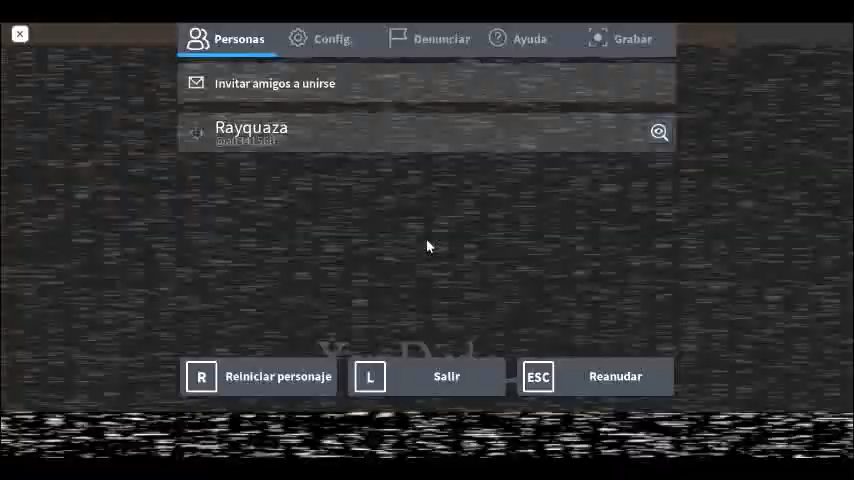 Personas
Config.
Denunciar
Ayuda
Grabar
Invitar amigos a unirse
Rayquaza
R Reiniciar personaje
L Salir
ESC Reanudar